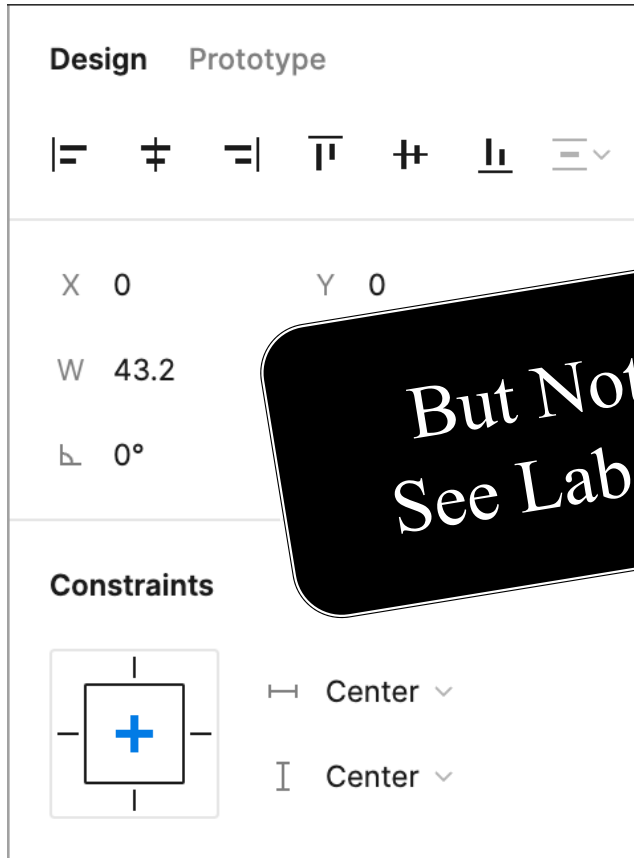 Design Prototype
X 0 Y 0
W 43.2
0°
But Not
See Lab
Constraints
Center
Center